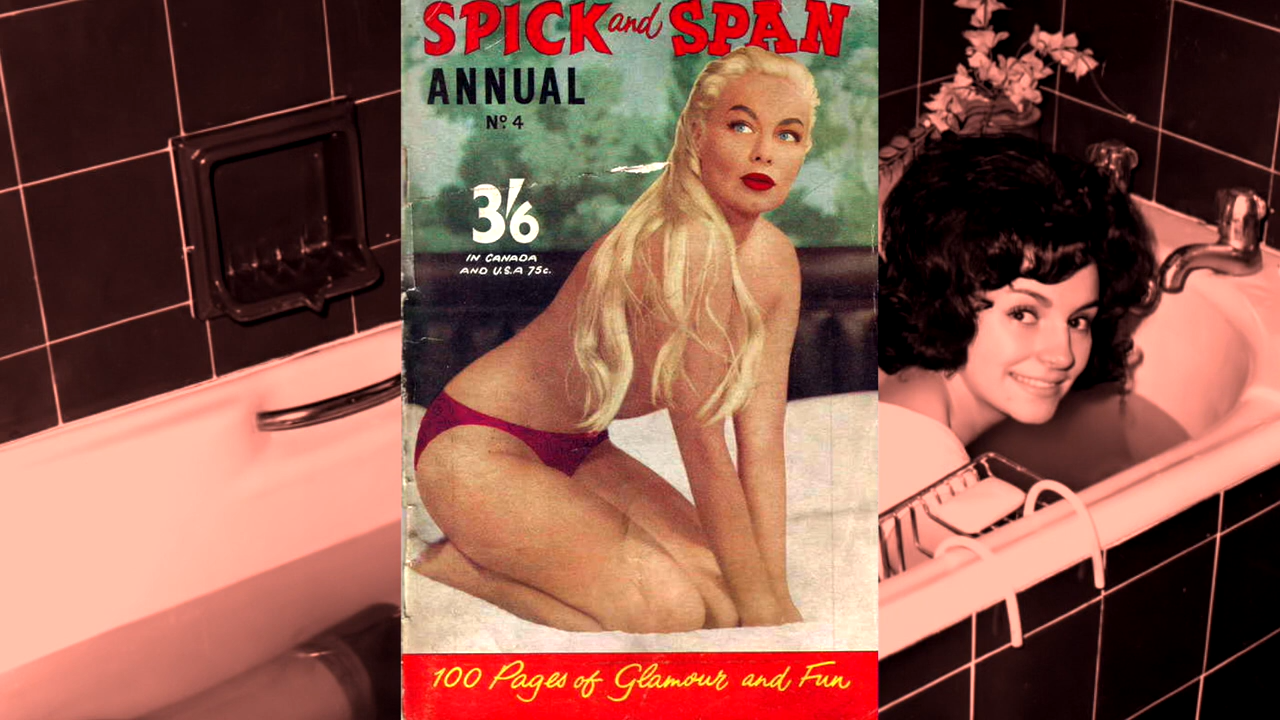 SPICK and SPAN
ANNUAL
Nº 4
3/6
IN CANADA
AND U.S.A 75c.
100 Pages of Glamour and Fun